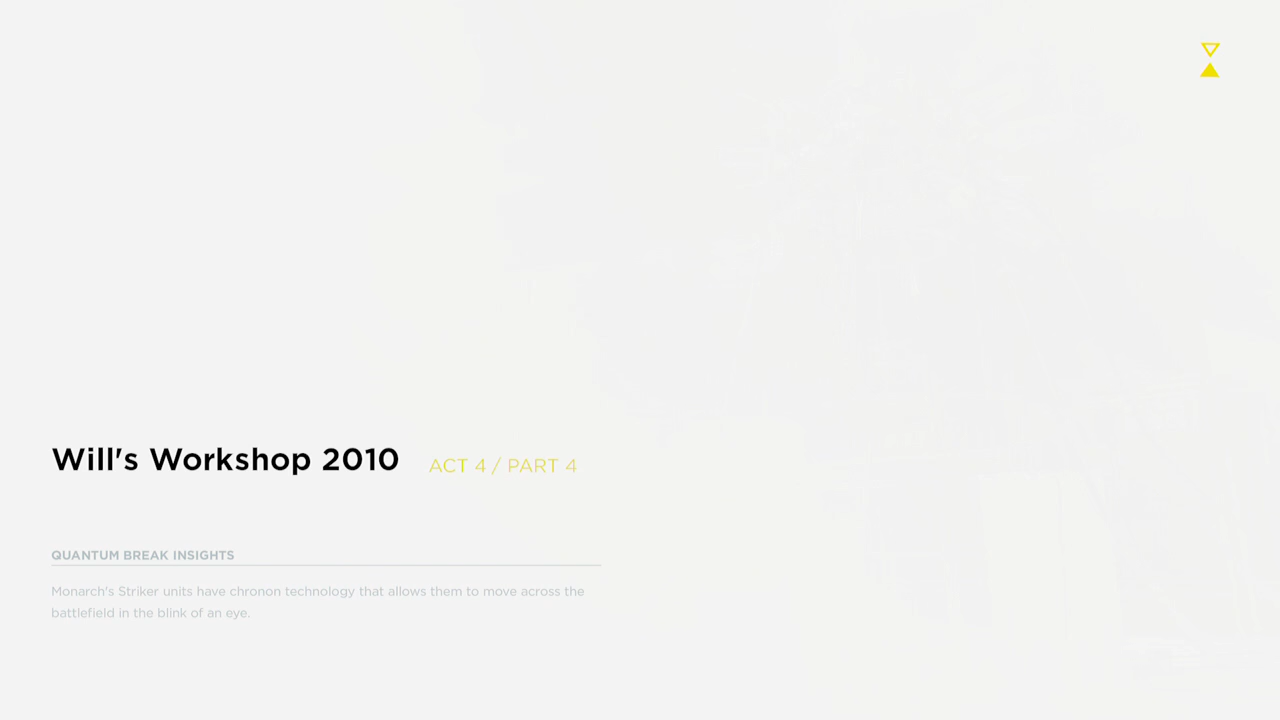 Will's Workshop 2010 ACT 4 / PART 4
QUANTUM BREAK INSIGHTS
Monarch's Striker units have chronon technology that allows them to move across the
battlefield in the blink of an eye.